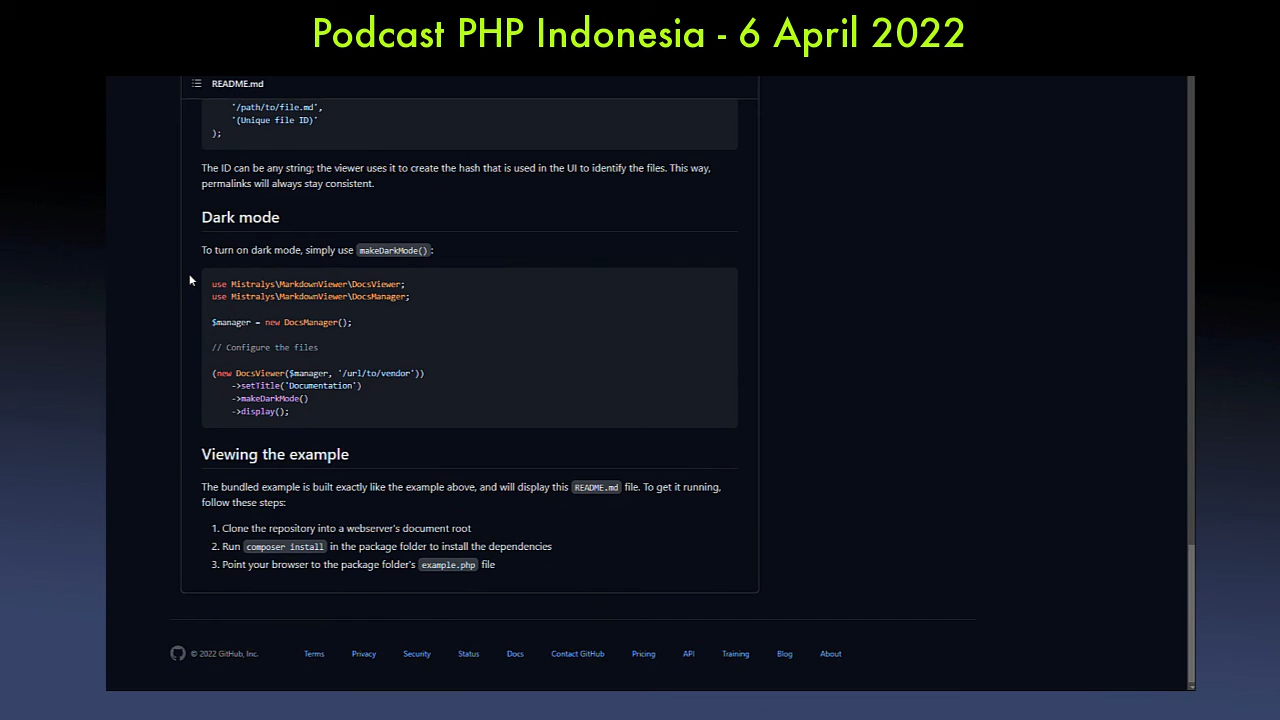 Podcast PHP Indonesia - 6 April 2022
README.md
'/path/to/file.md',
'(Unique file ID)'
);
The ID can be any string; the viewer uses it to create the hash that is used in the UI to identify the files. This way,
permalinks will always stay consistent.
Dark mode
To turn on dark mode, simply use makeDarkMode():
use Mistralys\MarkdownViewer\DocsViewer;
use Mistralys\MarkdownViewer\DocsManager;
$manager = new DocsManager();
// Configure the files
(new DocsViewer($manager, '/url/to/vendor'))
->setTitle('Documentation')
->makeDarkMode()
->display();
Viewing the example
The bundled example is built exactly like the example above, and will display this README.md file. To get it running,
follow these steps:
1. Clone the repository into a webserver's document root
2. Run composer install in the package folder to install the dependencies
3. Point your browser to the package folder's example.php file
© 2022 GitHub, Inc. Terms Privacy Security Status Docs Contact GitHub Pricing API Training Blog About